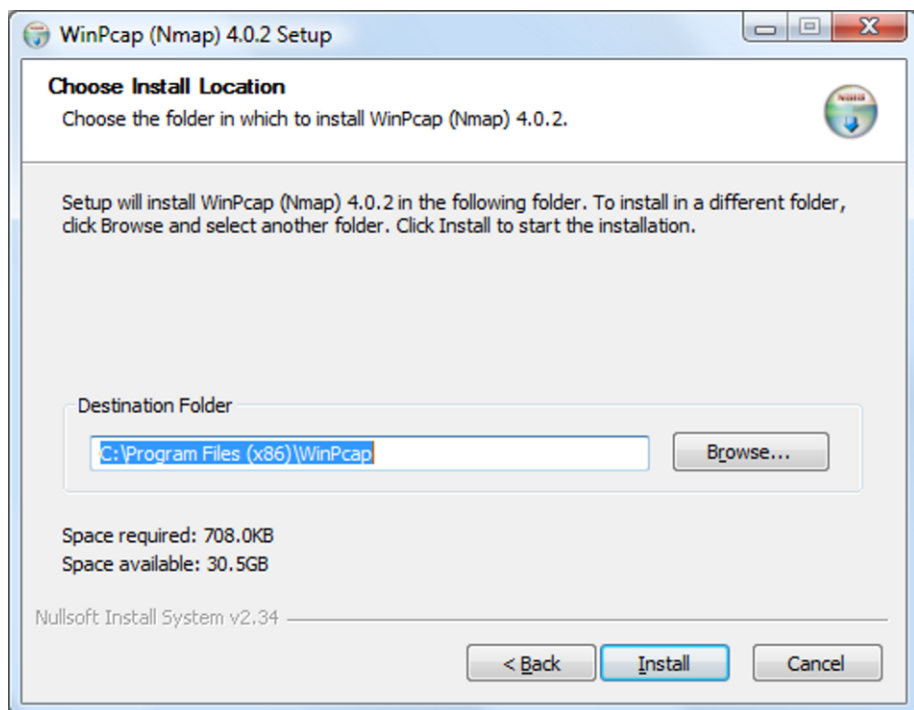 WinPcap (Nmap) 4.0.2 Setup
Choose Install Location
Choose the folder in which to install WinPcap (Nmap) 4.0.2.
Setup will install WinPcap (Nmap) 4.0.2 in the following folder. To install in a different folder,
click Browse and select another folder. Click Install to start the installation.
Destination Folder
C:\Program Files (x86)\WinPcap
Browse...
Space required: 708.0KB
Space available: 30.5GB
Nullsoft Install System v2.34
< Back
Install
Cancel